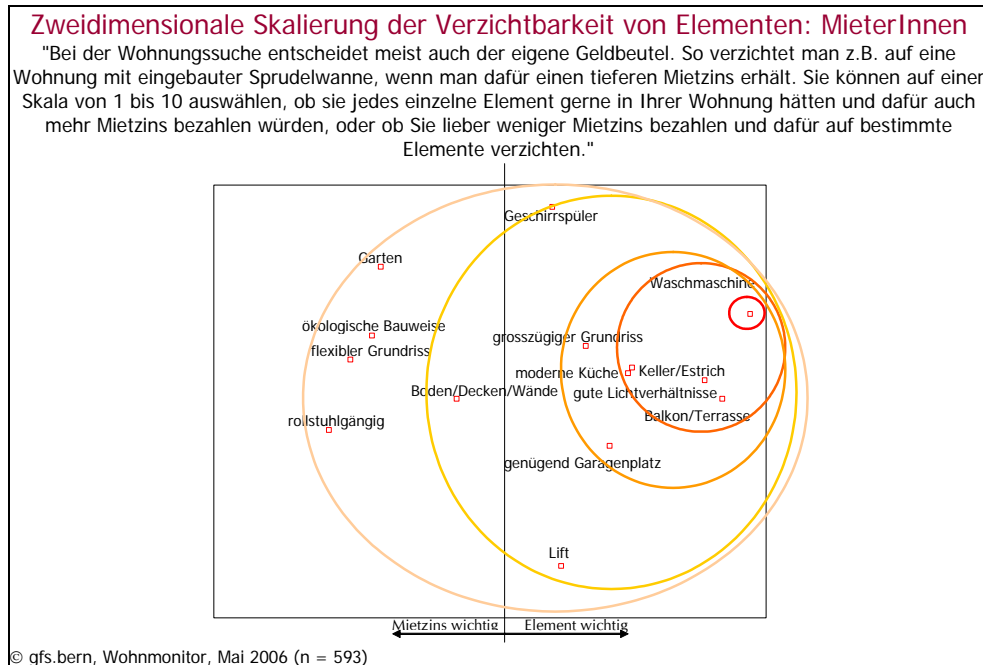 Zweidimensionale Skalierung der Verzichtbarkeit von Elementen: MieterInnen
"Bei der Wohnungssuche entscheidet meist auch der eigene Geldbeutel. So verzichtet man z.B. auf eine
Wohnung mit eingebauter Sprudelwanne, wenn man dafür einen tieferen Mietzins erhält. Sie können auf einer
Skala von 1 bis 10 auswählen, ob sie jedes einzelne Element gerne in Ihrer Wohnung hätten und dafür auch
mehr Mietzins bezahlen würden, oder ob Sie lieber weniger Mietzins bezahlen und dafür auf bestimmte
Elemente verzichten."
Geschirrspüler
Garten
Waschmaschine
ökologische Bauweise
grosszügiger Grundriss
flexibler Grundriss
moderne Küche
Keller/Estrich
Boden/Decken/Wände
gute Lichtverhältnisse
rollstuhlgängig
Balkon/Terrasse
genügend Garagenplatz
Lift
Mietzins wichtig
Element wichtig
© gfs.bern, Wohnmonitor, Mai 2006 (n = 593)